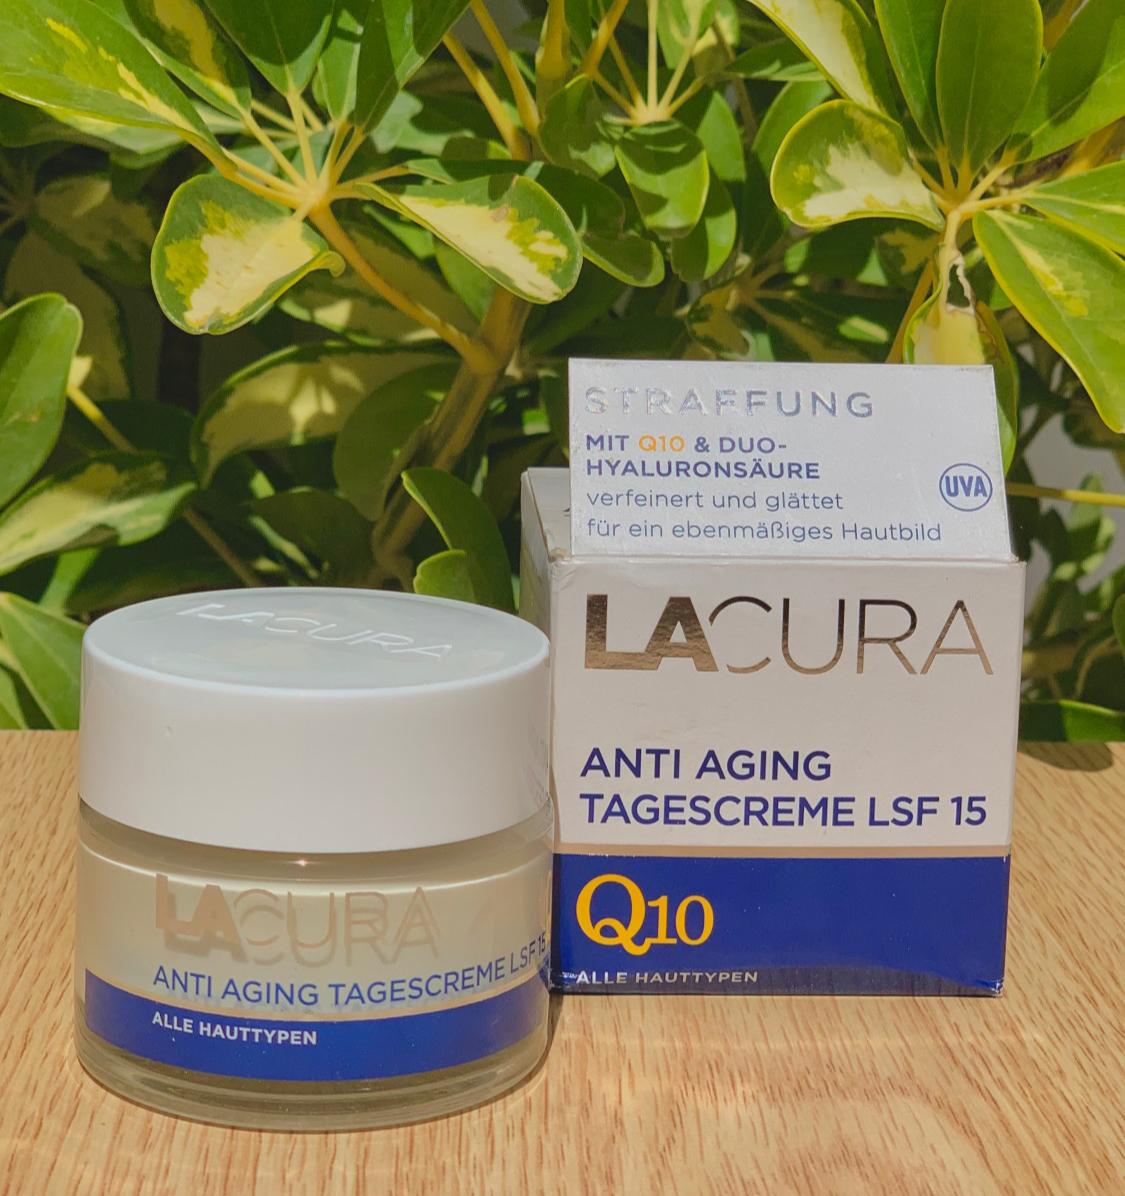 STRAFFUNG
MIT Q10 & DUO-
HYALURONSÄURE
verfeinert und glättet
für ein ebenmäßiges Hautbild
UVA
LACURA
ANTI AGING
TAGESCREME LSF 15
Q10
ALLE HAUTTYPEN
LACURA
LACURA
ANTI AGING TAGESCREME LSF 15
ALLE HAUTTYPEN